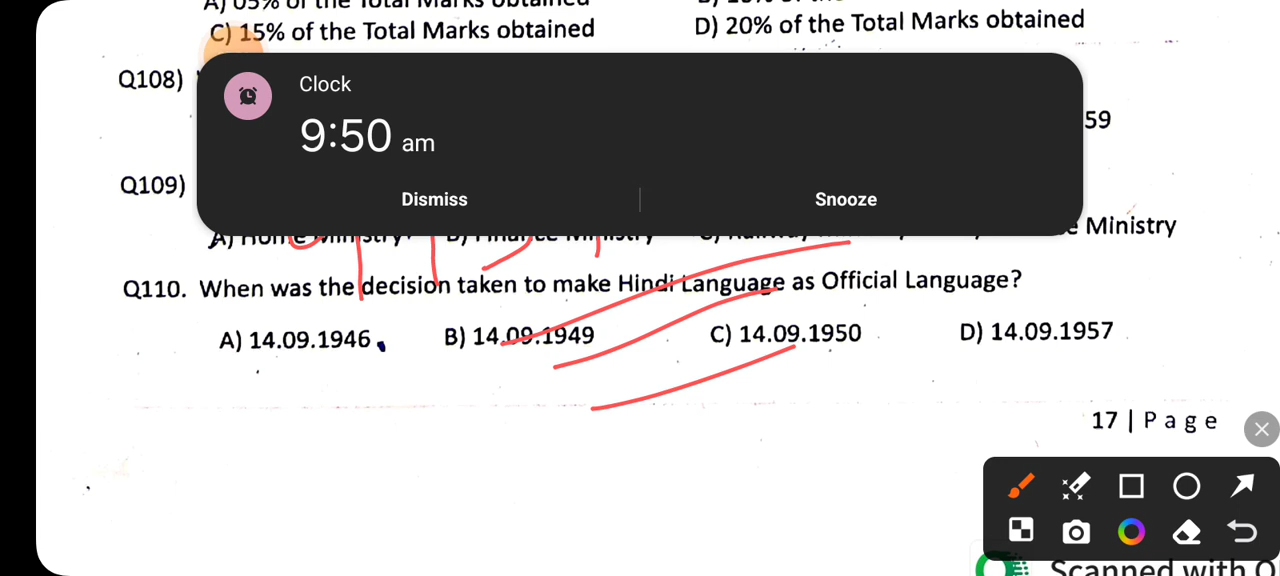 C) 15% of the Total Marks obtained D) 20% of the Total Marks obtained
Q108)
Clock
9:50 am
59
Q109)
Dismiss Snooze
Ministry
Q110. When was the decision taken to make Hindi Language as Official Language?
A) 14.09.1946 B) 14.09.1949 C) 14.09.1950 D) 14.09.1957
17 | Page
Scanned with